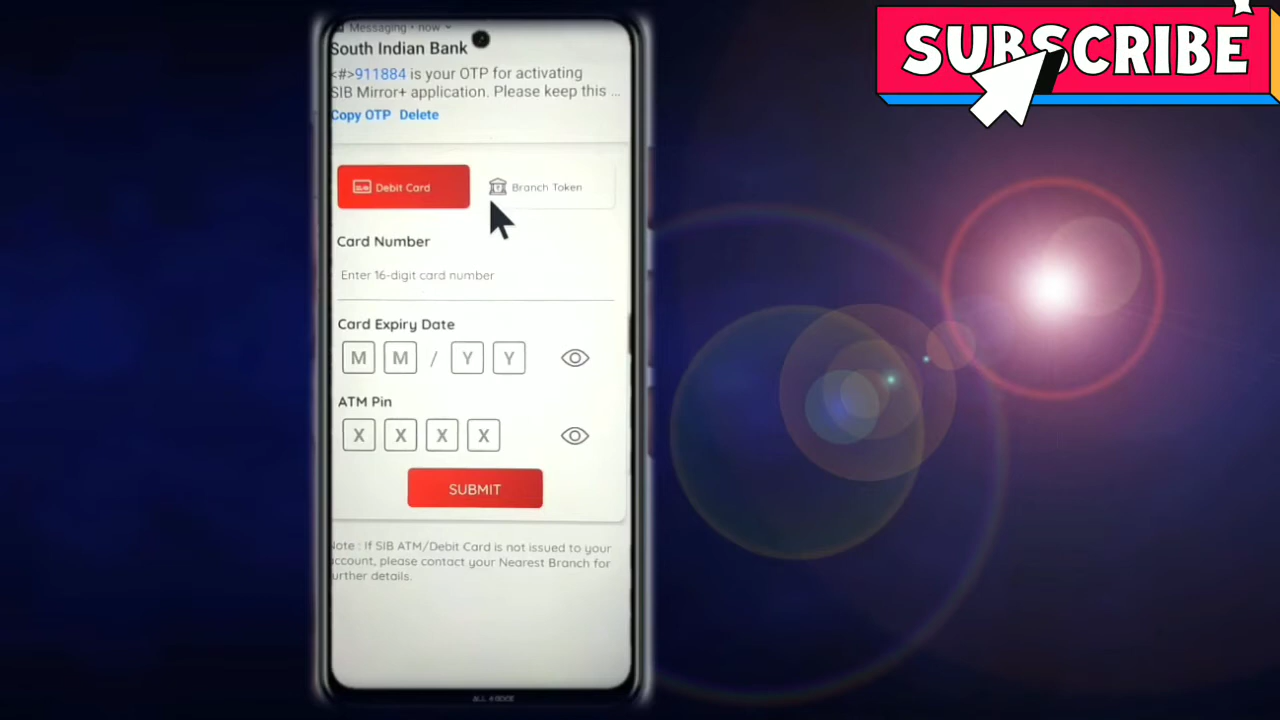 Messaging • now
South Indian Bank
<#>911884 is your OTP for activating
SIB Mirror+ application. Please keep this ...
Copy OTP Delete
Debit Card
Branch Token
Card Number
Enter 16-digit card number
Card Expiry Date
M M / Y Y
ATM Pin
X X X X
SUBMIT
Note : If SIB ATM/Debit Card is not issued to your
account, please contact your Nearest Branch for
further details.
SUBSCRIBE